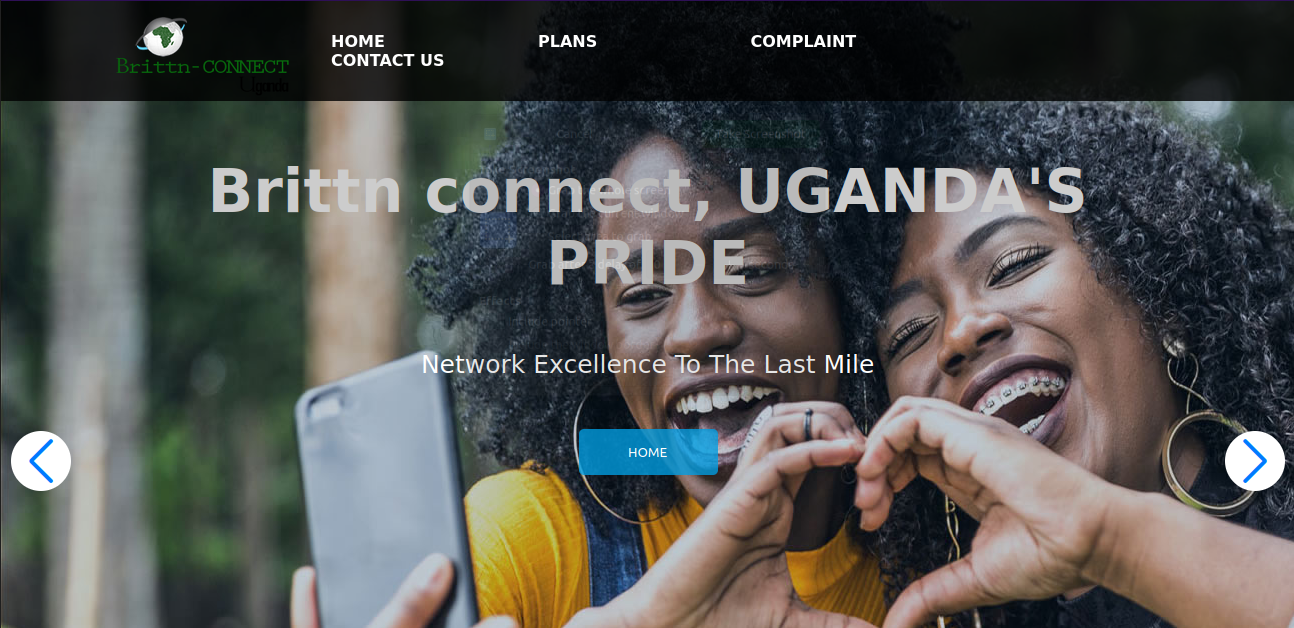 Brittn-CONNECT
Uganda
HOME
PLANS
COMPLAINT
CONTACT US
Brittn connect, UGANDA'S
PRIDE
Network Excellence To The Last Mile
HOME